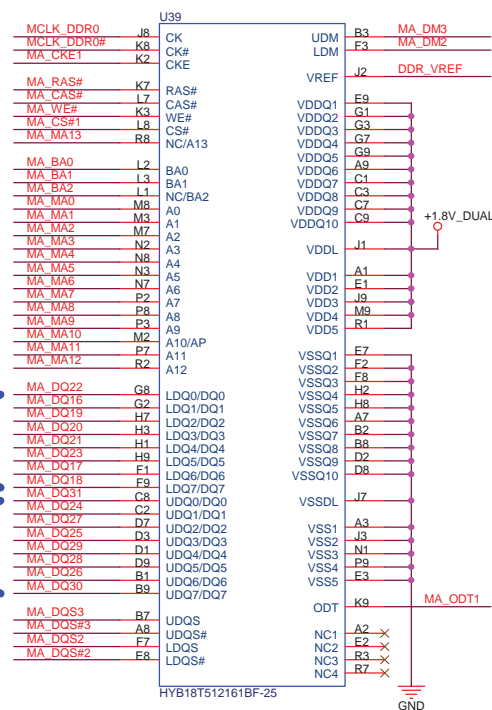 U39
MCLK_DDR0 J8 CK
MCLK_DDR0# K8 CK#
MA_CKE1 K2 CKE
MA_RAS# K7 RAS#
MA_CAS# L7 CAS#
MA_WE# K3 WE#
MA_CS#1 L8 CS#
MA_MA13 R8 NC/A13
MA_BA0 L2 BA0
MA_BA1 L3 BA1
MA_BA2 L1 NC/BA2
MA_MA0 M8 A0
MA_MA1 M3 A1
MA_MA2 M7 A2
MA_MA3 N2 A3
MA_MA4 N8 A4
MA_MA5 N3 A5
MA_MA6 N7 A6
MA_MA7 P2 A7
MA_MA8 P8 A8
MA_MA9 P3 A9
MA_MA10 M2 A10/AP
MA_MA11 P7 A11
MA_MA12 R2 A12
MA_DQ22 G8 LDQ0/DQ0
MA_DQ16 G2 LDQ1/DQ1
MA_DQ19 H7 LDQ2/DQ2
MA_DQ20 H3 LDQ3/DQ3
MA_DQ21 H1 LDQ4/DQ4
MA_DQ23 H9 LDQ5/DQ5
MA_DQ17 F1 LDQ6/DQ6
MA_DQ18 F9 LDQ7/DQ7
MA_DQ31 C8 UDQ0/DQ0
MA_DQ24 C2 UDQ1/DQ1
MA_DQ27 D7 UDQ2/DQ2
MA_DQ25 D3 UDQ3/DQ3
MA_DQ29 D1 UDQ4/DQ4
MA_DQ28 D9 UDQ5/DQ5
MA_DQ26 B1 UDQ6/DQ6
MA_DQ30 B9 UDQ7/DQ7
MA_DQS3 B7 UDQS
MA_DQS#3 A8 UDQS#
MA_DQS2 F7 LDQS
MA_DQS#2 E8 LDQS#
UDM B3 MA_DM3
LDM F3 MA_DM2
VREF J2 DDR_VREF
VDDQ1 E9
VDDQ2 G1
VDDQ3 G3
VDDQ4 G7
VDDQ5 G9
VDDQ6 A9
VDDQ7 C1
VDDQ8 C3
VDDQ9 C7
VDDQ10 C9
+1.8V_DUAL
VDDL J1
VDD1 A1
VDD2 E1
VDD3 J9
VDD4 M9
VDD5 R1
VSSQ1 E7
VSSQ2 F2
VSSQ3 F8
VSSQ4 H2
VSSQ5 H8
VSSQ6 A7
VSSQ7 B2
VSSQ8 B8
VSSQ9 D2
VSSQ10 D8
VSSDL J7
VSS1 A3
VSS2 J3
VSS3 N1
VSS4 P9
VSS5 E3
ODT K9 MA_ODT1
NC1 A2
NC2 E2
NC3 R3
NC4 R7
HYB18T512161BF-25
GND